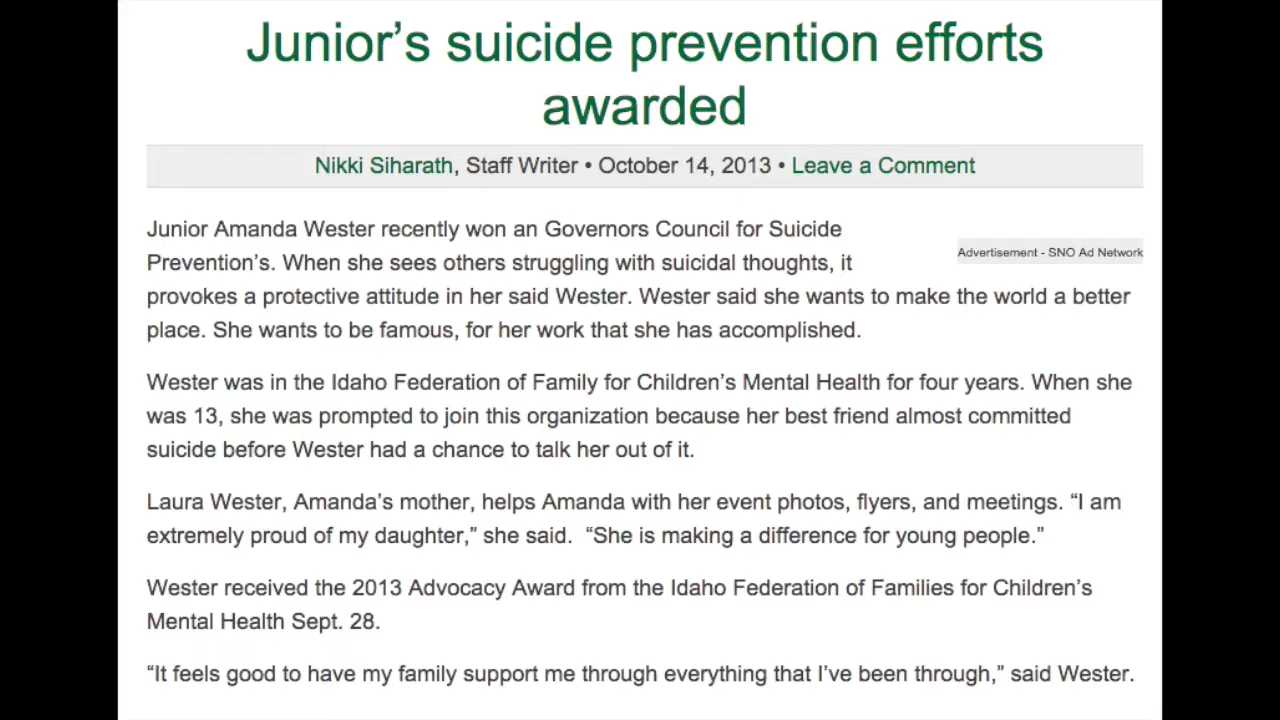 Junior’s suicide prevention efforts
awarded
Nikki Siharath, Staff Writer • October 14, 2013 • Leave a Comment
Junior Amanda Wester recently won an Governors Council for Suicide
Advertisement - SNO Ad Network
Prevention’s. When she sees others struggling with suicidal thoughts, it
provokes a protective attitude in her said Wester. Wester said she wants to make the world a better
place. She wants to be famous, for her work that she has accomplished.
Wester was in the Idaho Federation of Family for Children’s Mental Health for four years. When she
was 13, she was prompted to join this organization because her best friend almost committed
suicide before Wester had a chance to talk her out of it.
Laura Wester, Amanda’s mother, helps Amanda with her event photos, flyers, and meetings. “I am
extremely proud of my daughter,” she said.  “She is making a difference for young people.”
Wester received the 2013 Advocacy Award from the Idaho Federation of Families for Children’s
Mental Health Sept. 28.
“It feels good to have my family support me through everything that I’ve been through,” said Wester.